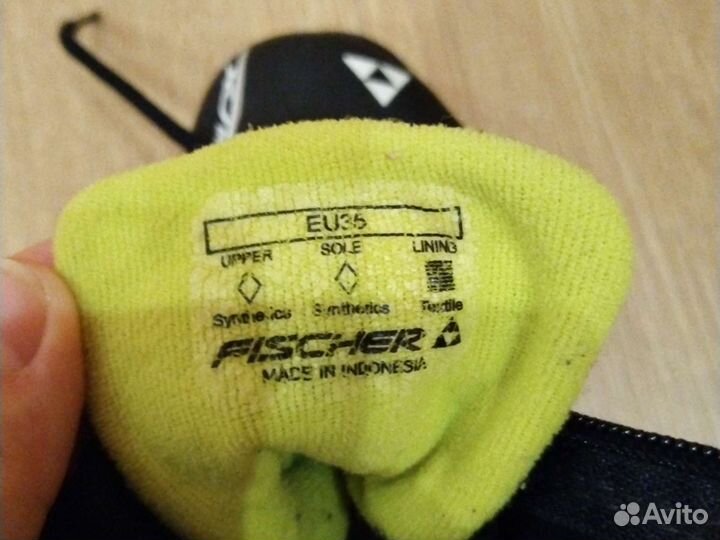 EU35
UPPER SOLE LINING
Synthetics Synthetics Textile
FISCHER
MADE IN INDONESIA
Avito